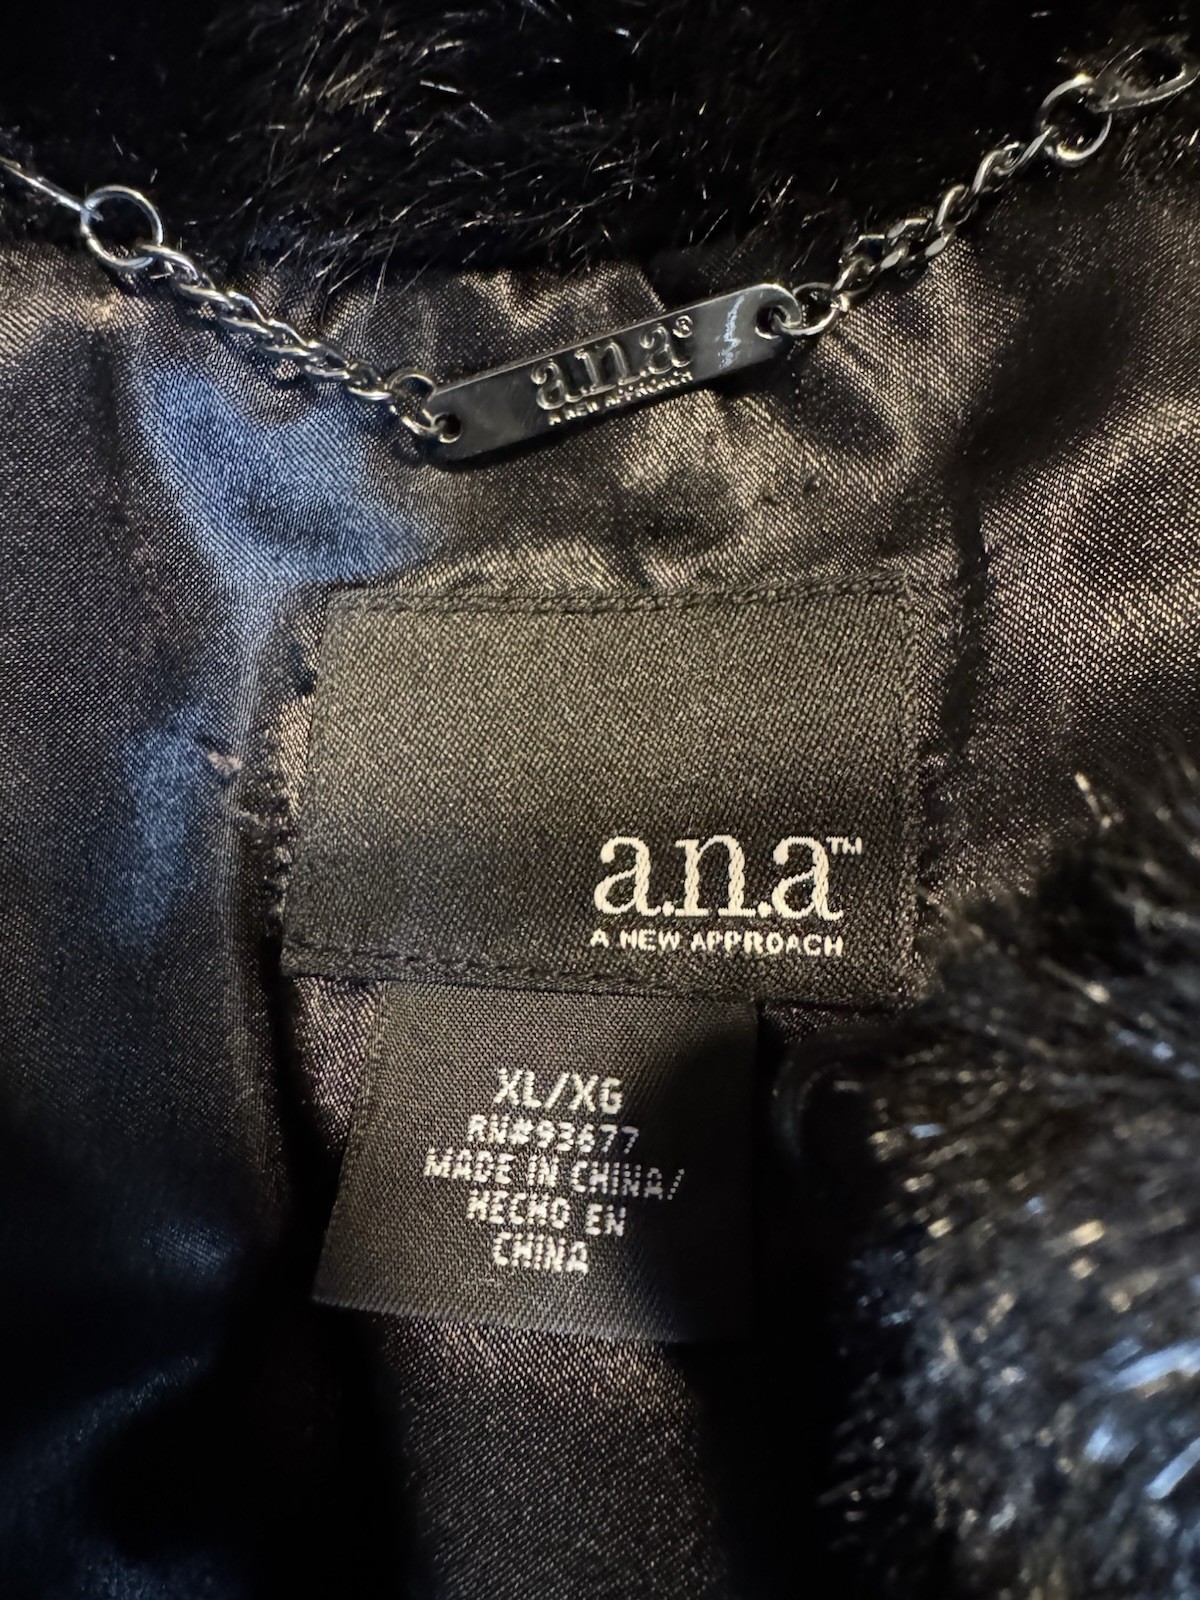 a.n.a®
A NEW APPROACH
a.n.a™
A NEW APPROACH
XL/XG
RN#93677
MADE IN CHINA/
HECHO EN
CHINA